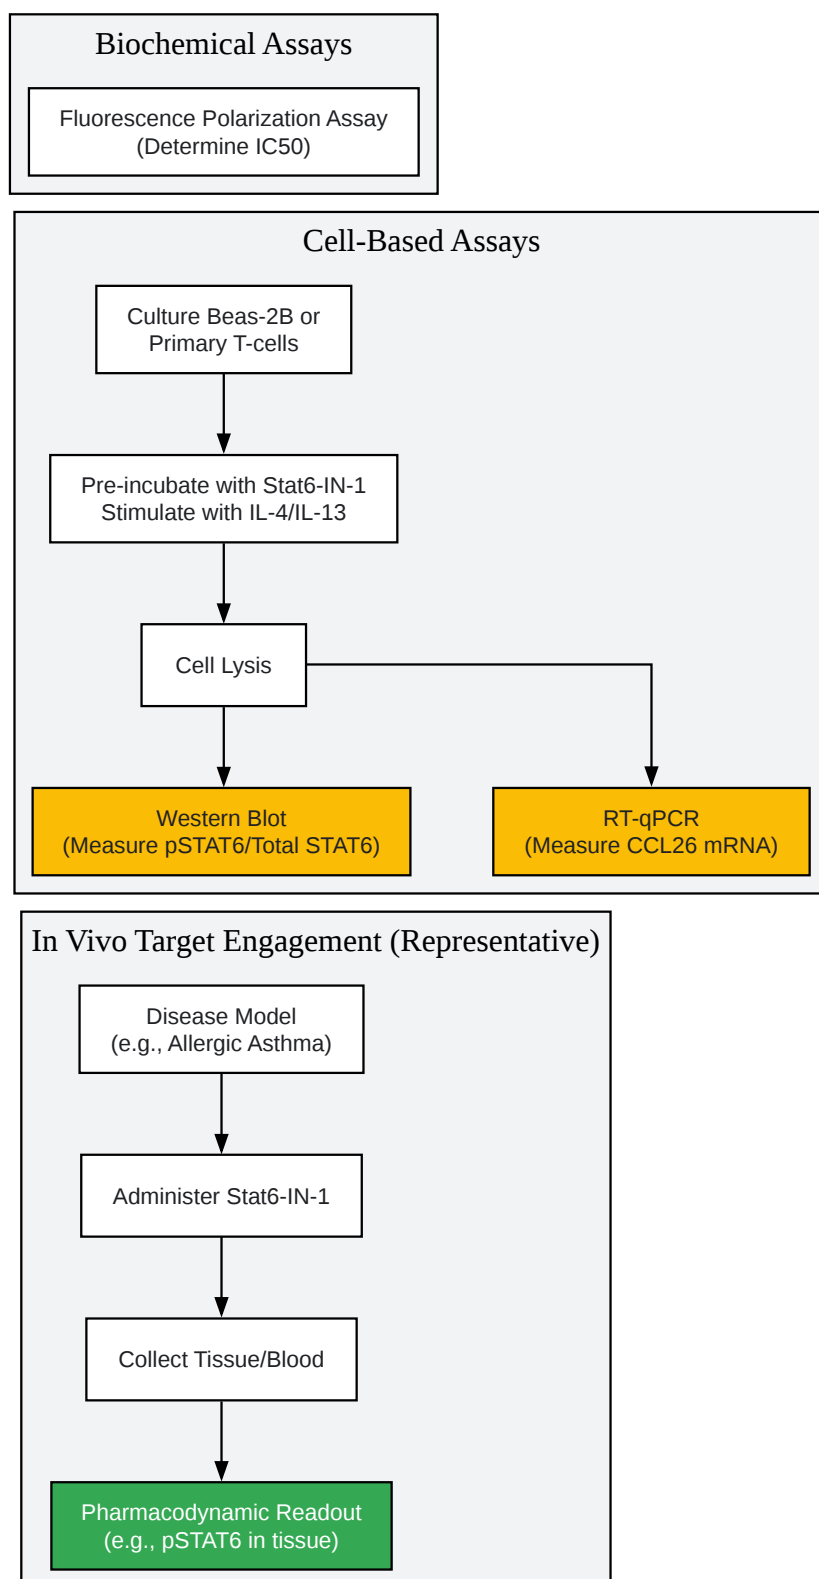 Biochemical Assays
Fluorescence Polarization Assay
(Determine IC50)
Cell-Based Assays
Culture Beas-2B or
Primary T-cells
Pre-incubate with Stat6-IN-1
Stimulate with IL-4/IL-13
Cell Lysis
Western Blot
(Measure pSTAT6/Total STAT6)
RT-qPCR
(Measure CCL26 mRNA)
In Vivo Target Engagement (Representative)
Disease Model
(e.g., Allergic Asthma)
Administer Stat6-IN-1
Collect Tissue/Blood
Pharmacodynamic Readout
(e.g., pSTAT6 in tissue)